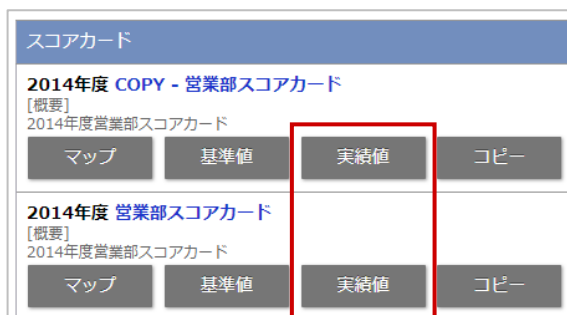 スコアカード
2014年度 COPY - 営業部スコアカード
[概要]
2014年度営業部スコアカード
マップ 基準値 実績値 コピー
2014年度 営業部スコアカード
[概要]
2014年度営業部スコアカード
マップ 基準値 実績値 コピー